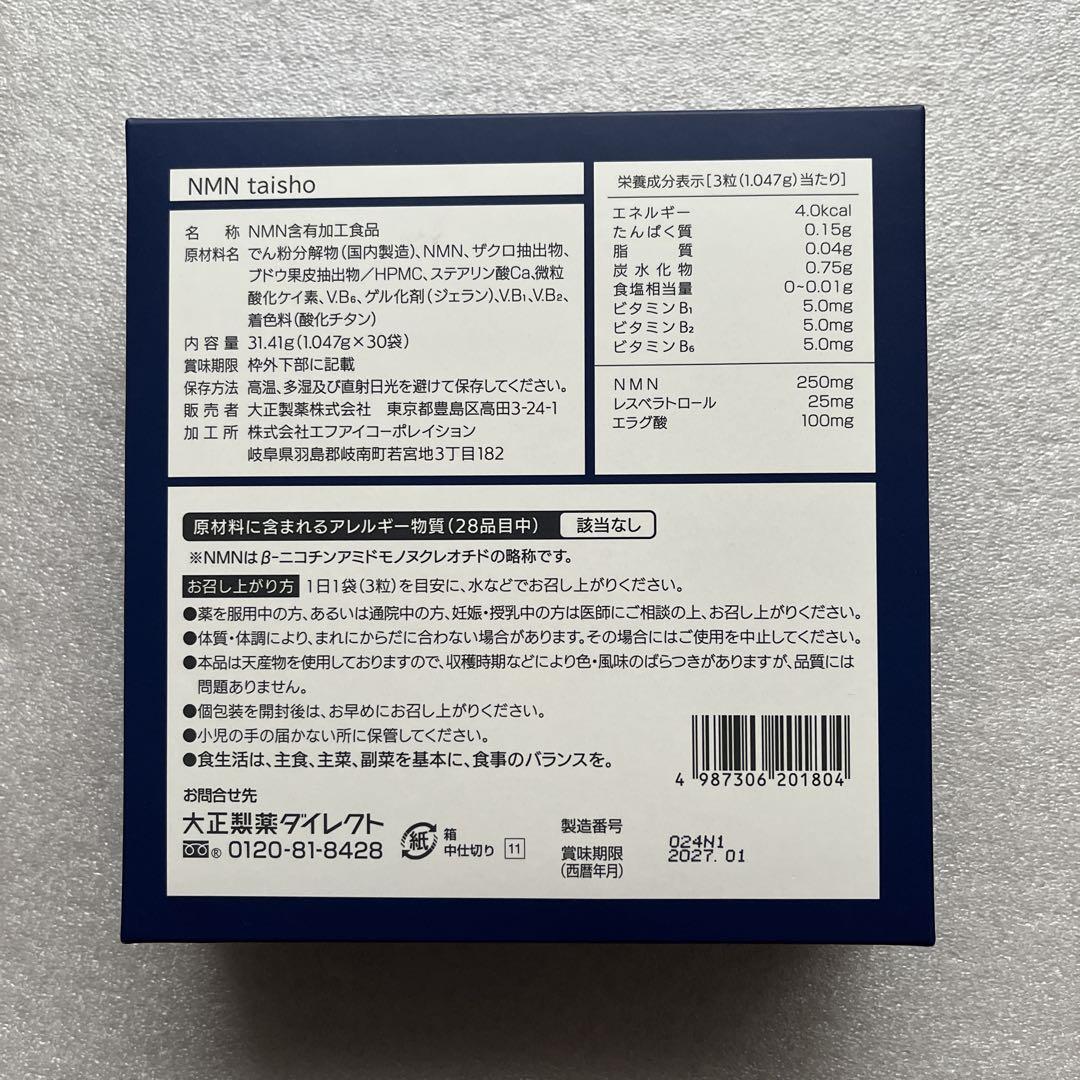 NMN taisho
名　称 NMN含有加工食品
原材料名 でん粉分解物(国内製造)、NMN、ザクロ抽出物、
ブドウ果皮抽出物/HPMC、ステアリン酸Ca、微粒
酸化ケイ素、V.B₆、ゲル化剤(ジェラン)、V.B₁、V.B₂、
着色料(酸化チタン)
内 容 量 31.41g(1.047g×30袋)
賞味期限 枠外下部に記載
保存方法 高温、多湿及び直射日光を避けて保存してください。
販 売 者 大正製薬株式会社　東京都豊島区高田3-24-1
加 工 所 株式会社エフアイコーポレイション
岐阜県羽島郡岐南町若宮地3丁目182
栄養成分表示[3粒(1.047g)当たり]
エネルギー 4.0kcal
たんぱく質 0.15g
脂　質 0.04g
炭水化物 0.75g
食塩相当量 0~0.01g
ビタミンB₁ 5.0mg
ビタミンB₂ 5.0mg
ビタミンB₆ 5.0mg
NMN 250mg
レスベラトロール 25mg
エラグ酸 100mg
原材料に含まれるアレルギー物質(28品目中) 該当なし
※NMNはβ-ニコチンアミドモノヌクレオチドの略称です。
お召し上がり方 1日1袋(3粒)を目安に、水などでお召し上がりください。
●薬を服用中の方、あるいは通院中の方、妊娠・授乳中の方は医師にご相談の上、お召し上がりください。
●体質・体調により、まれにからだに合わない場合があります。その場合にはご使用を中止してください。
●本品は天産物を使用しておりますので、収穫時期などにより色・風味のばらつきがありますが、品質には
問題ありません。
●個包装を開封後は、お早めにお召し上がりください。
●小児の手の届かない所に保管してください。
●食生活は、主食、主菜、副菜を基本に、食事のバランスを。
4 987306 201804
お問合せ先
大正製薬ダイレクト
® 0120-81-8428
紙 箱
中仕切り 11
製造番号 024N1
賞味期限 2027.01
(西暦年月)